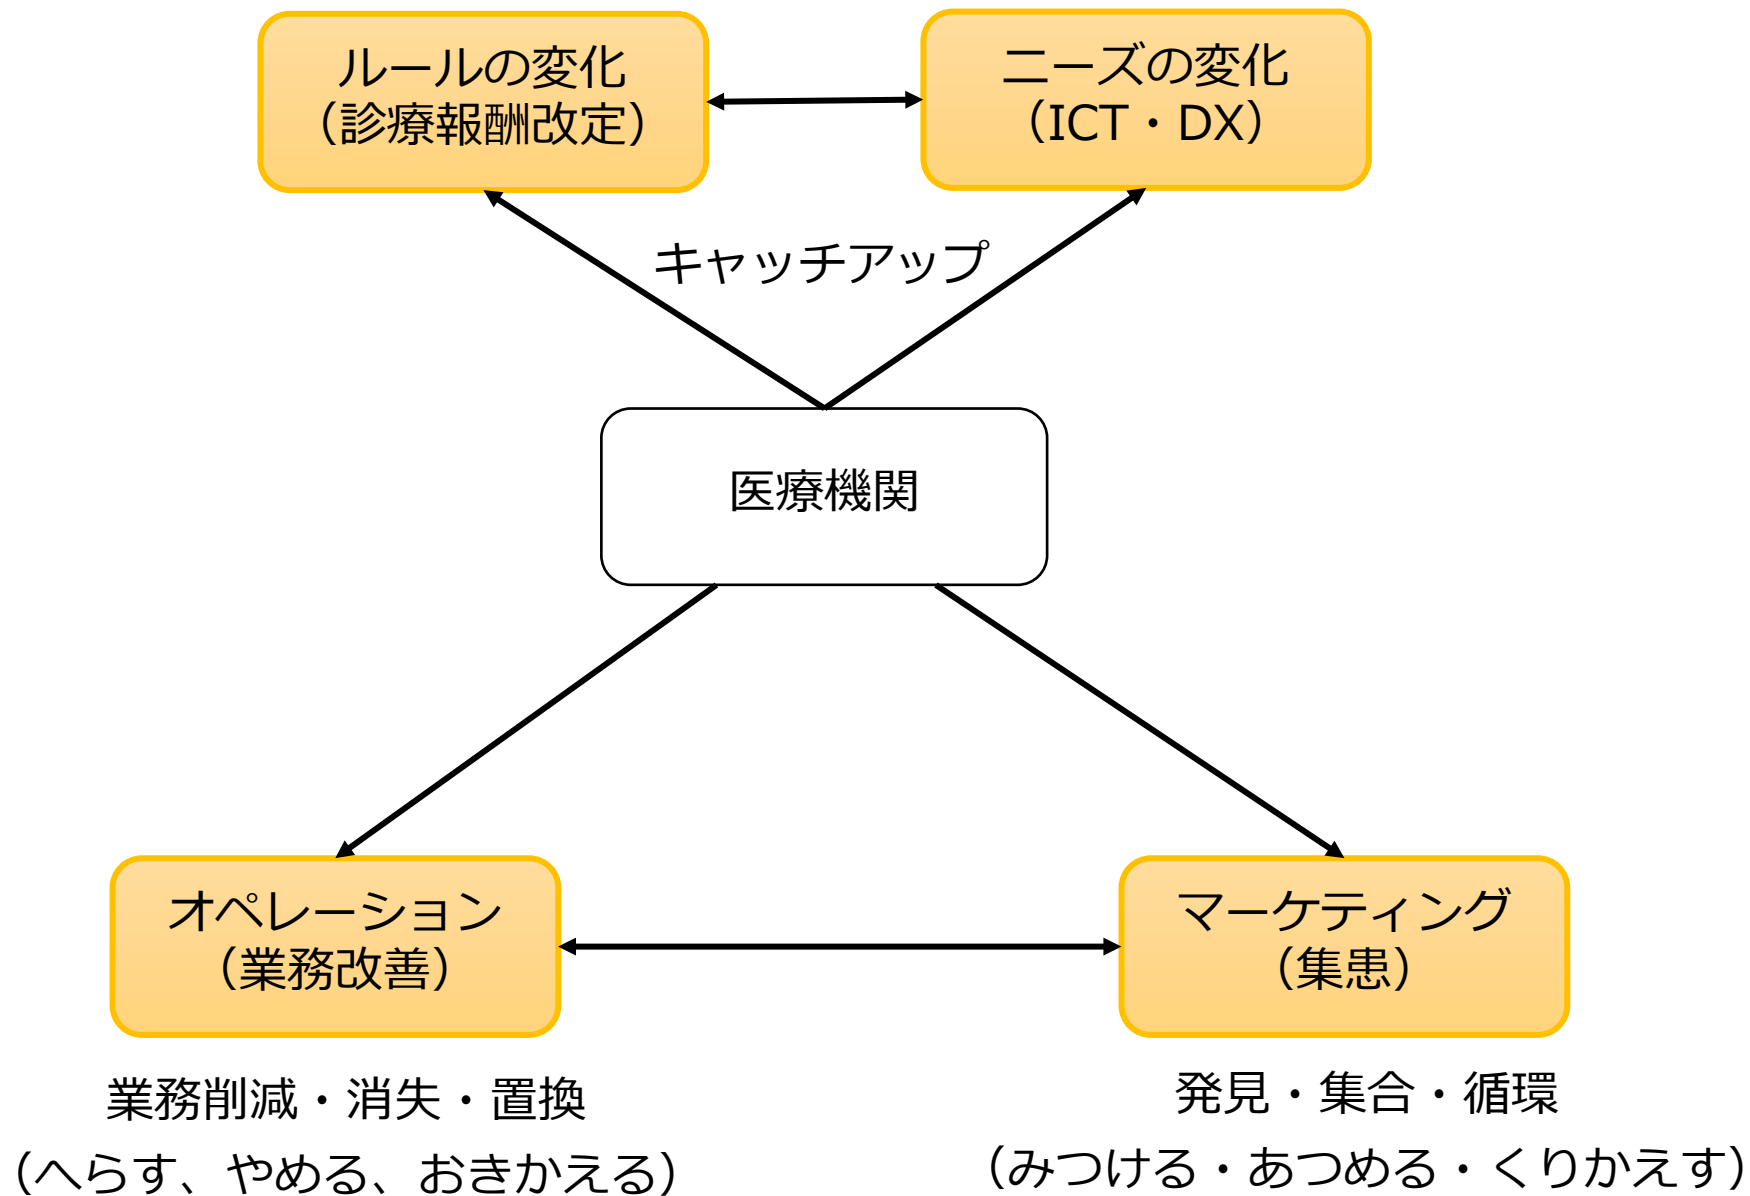 ルールの変化
（診療報酬改定）
ニーズの変化
（ICT・DX）
キャッチアップ
医療機関
オペレーション
（業務改善）
マーケティング
（集患）
業務削減・消失・置換
（へらす、やめる、おきかえる）
発見・集合・循環
（みつける・あつめる・くりかえす）